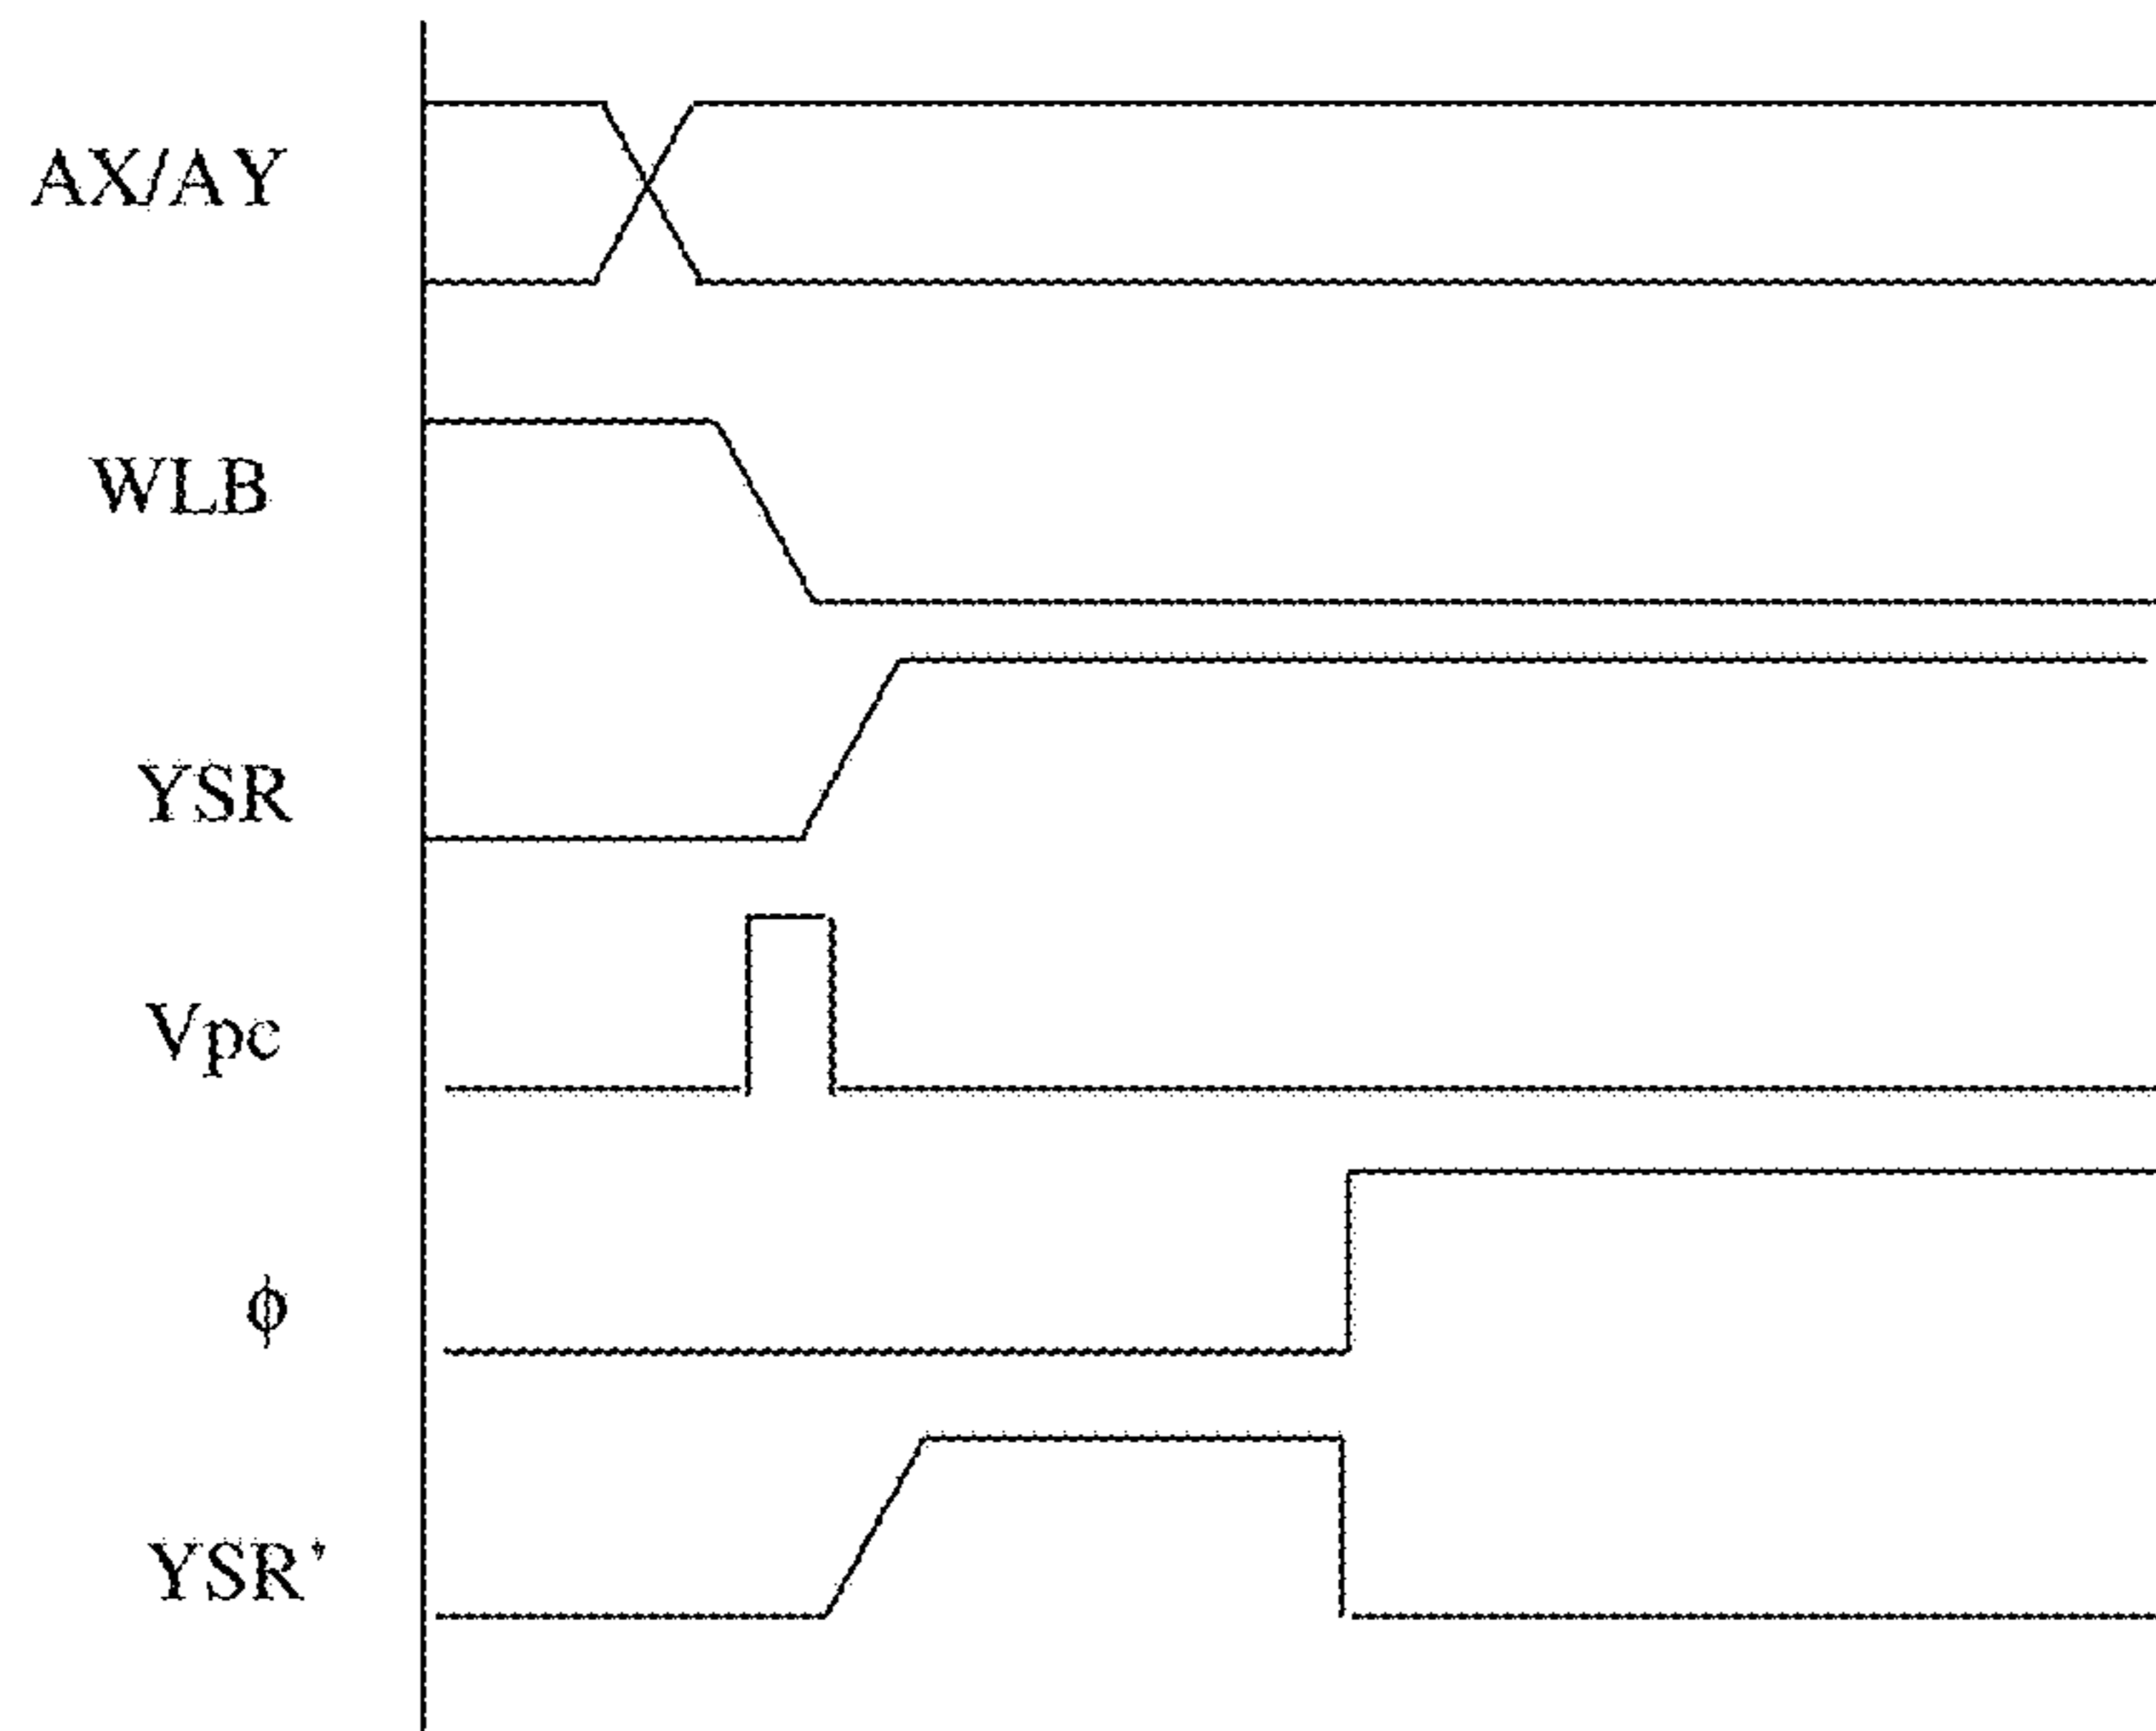 AX/AY
WLB
YSR
Vpc
ϕ
YSR'